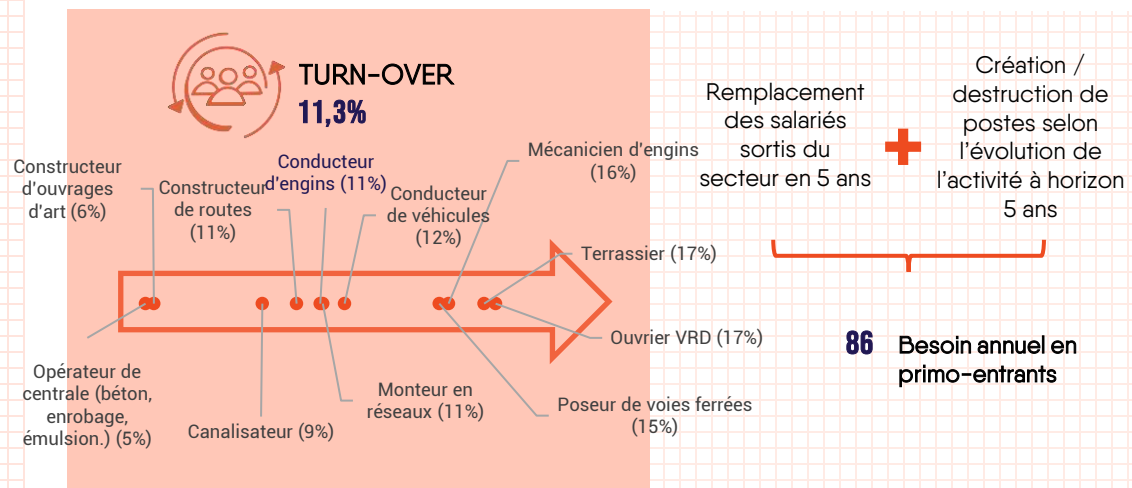 TURN-OVER
11,3%
Constructeur
d'ouvrages
d'art (6%)
Constructeur
de routes
(11%)
Conducteur
d'engins (11%)
Conducteur
de véhicules
(12%)
Mécanicien d'engins
(16%)
Terrassier (17%)
Ouvrier VRD (17%)
Opérateur de
centrale (béton,
enrobage,
émulsion.) (5%)
Canalisateur (9%)
Monteur en
réseaux (11%)
Poseur de voies ferrées
(15%)
Remplacement
des salariés
sortis du
secteur en 5 ans
+
Création /
destruction de
postes selon
l'évolution de
l'activité à horizon
5 ans
86
Besoin annuel en
primo-entrants